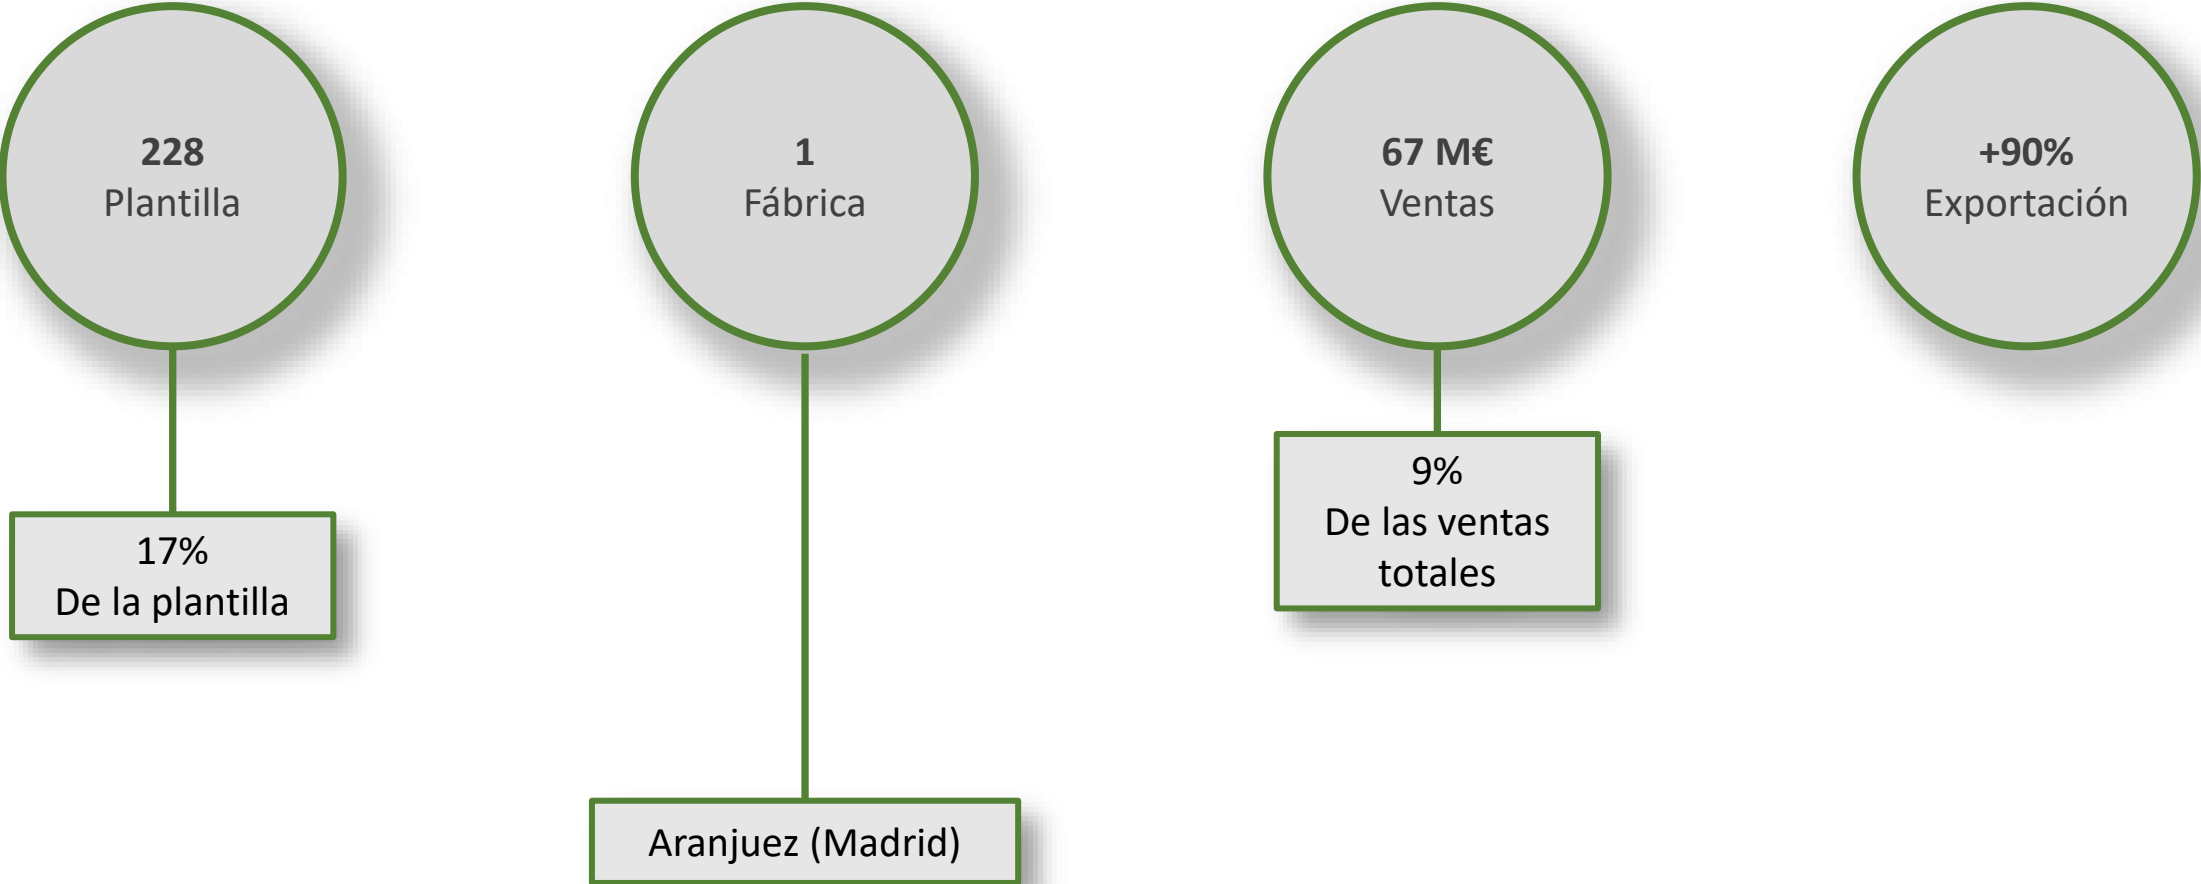 228
Plantilla
17%
De la plantilla
1
Fábrica
Aranjuez (Madrid)
67 M€
Ventas
9%
De las ventas
totales
+90%
Exportación